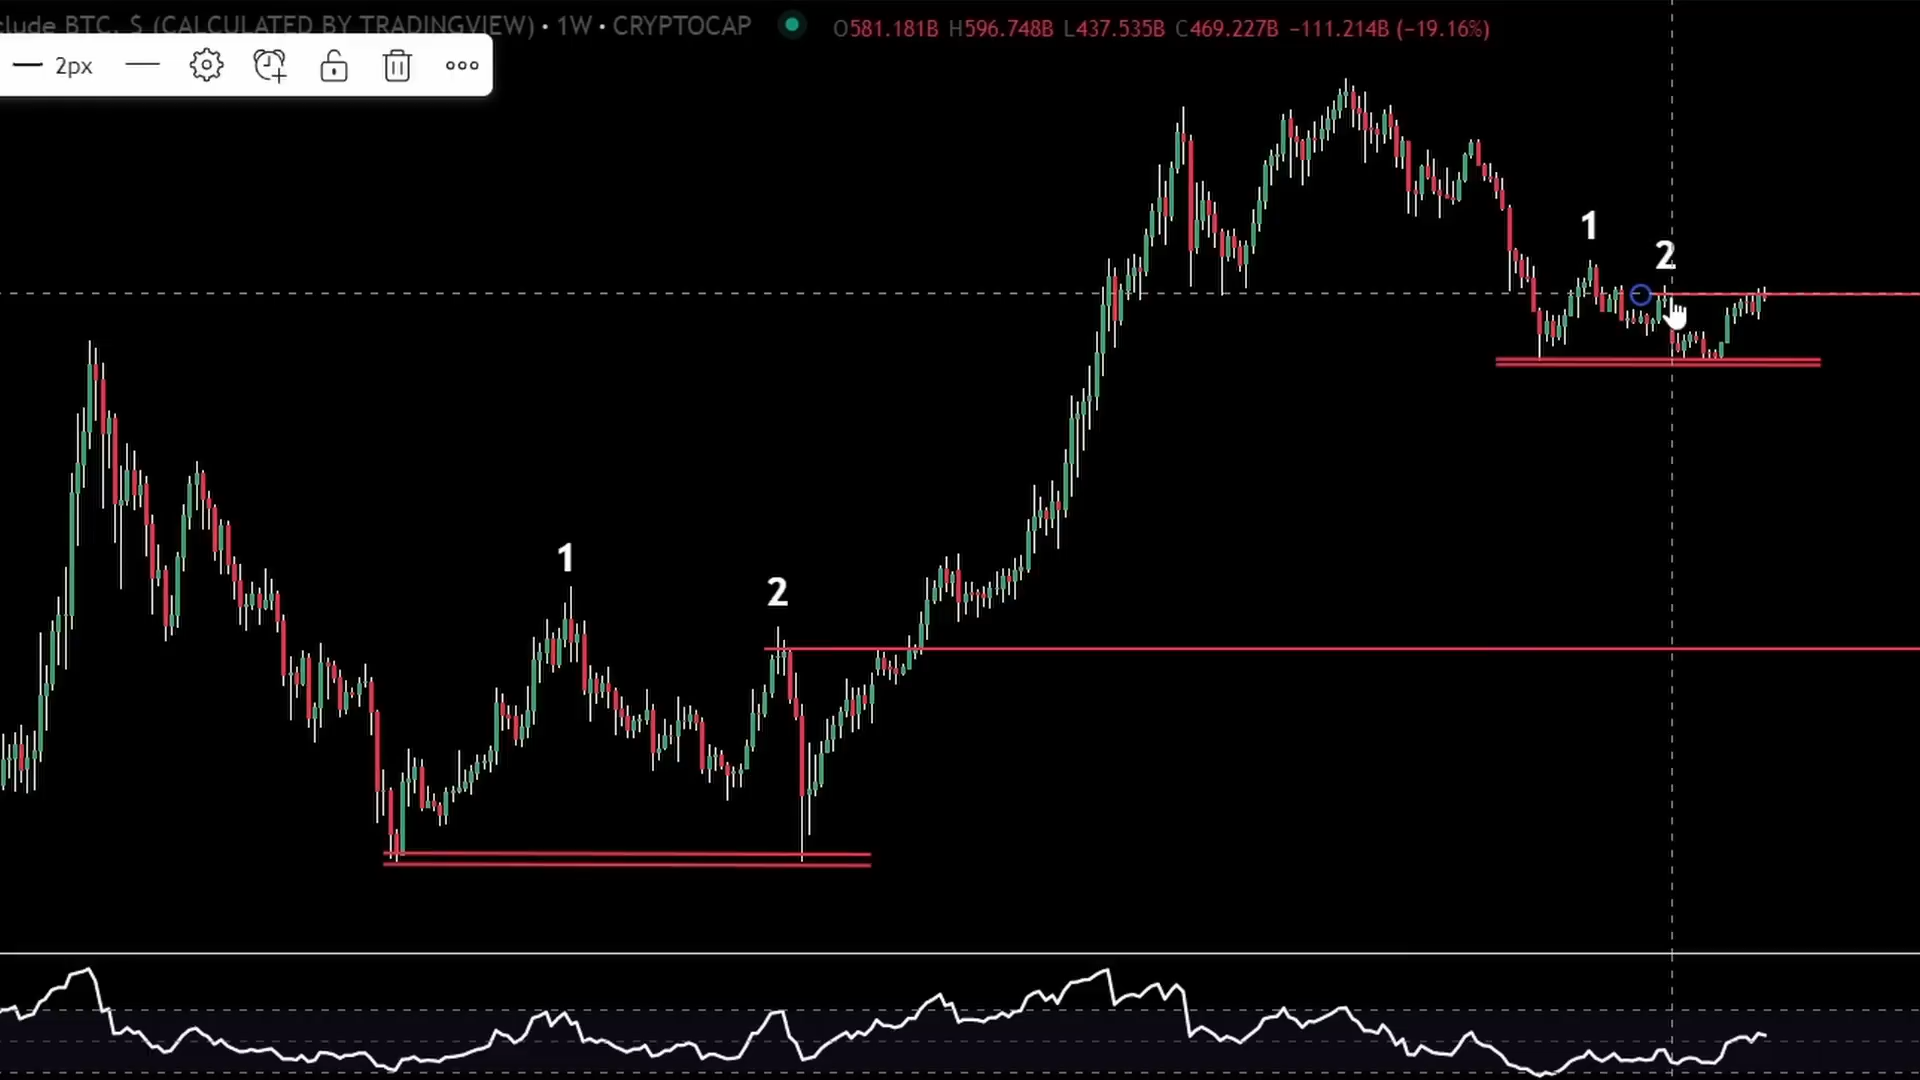 clude BTC, $ (CALCULATED BY TRADINGVIEW) • 1W • CRYPTOCAP O581.181B H596.748B L437.535B C469.227B −111.214B (−19.16%)
2px
1
2
1
2